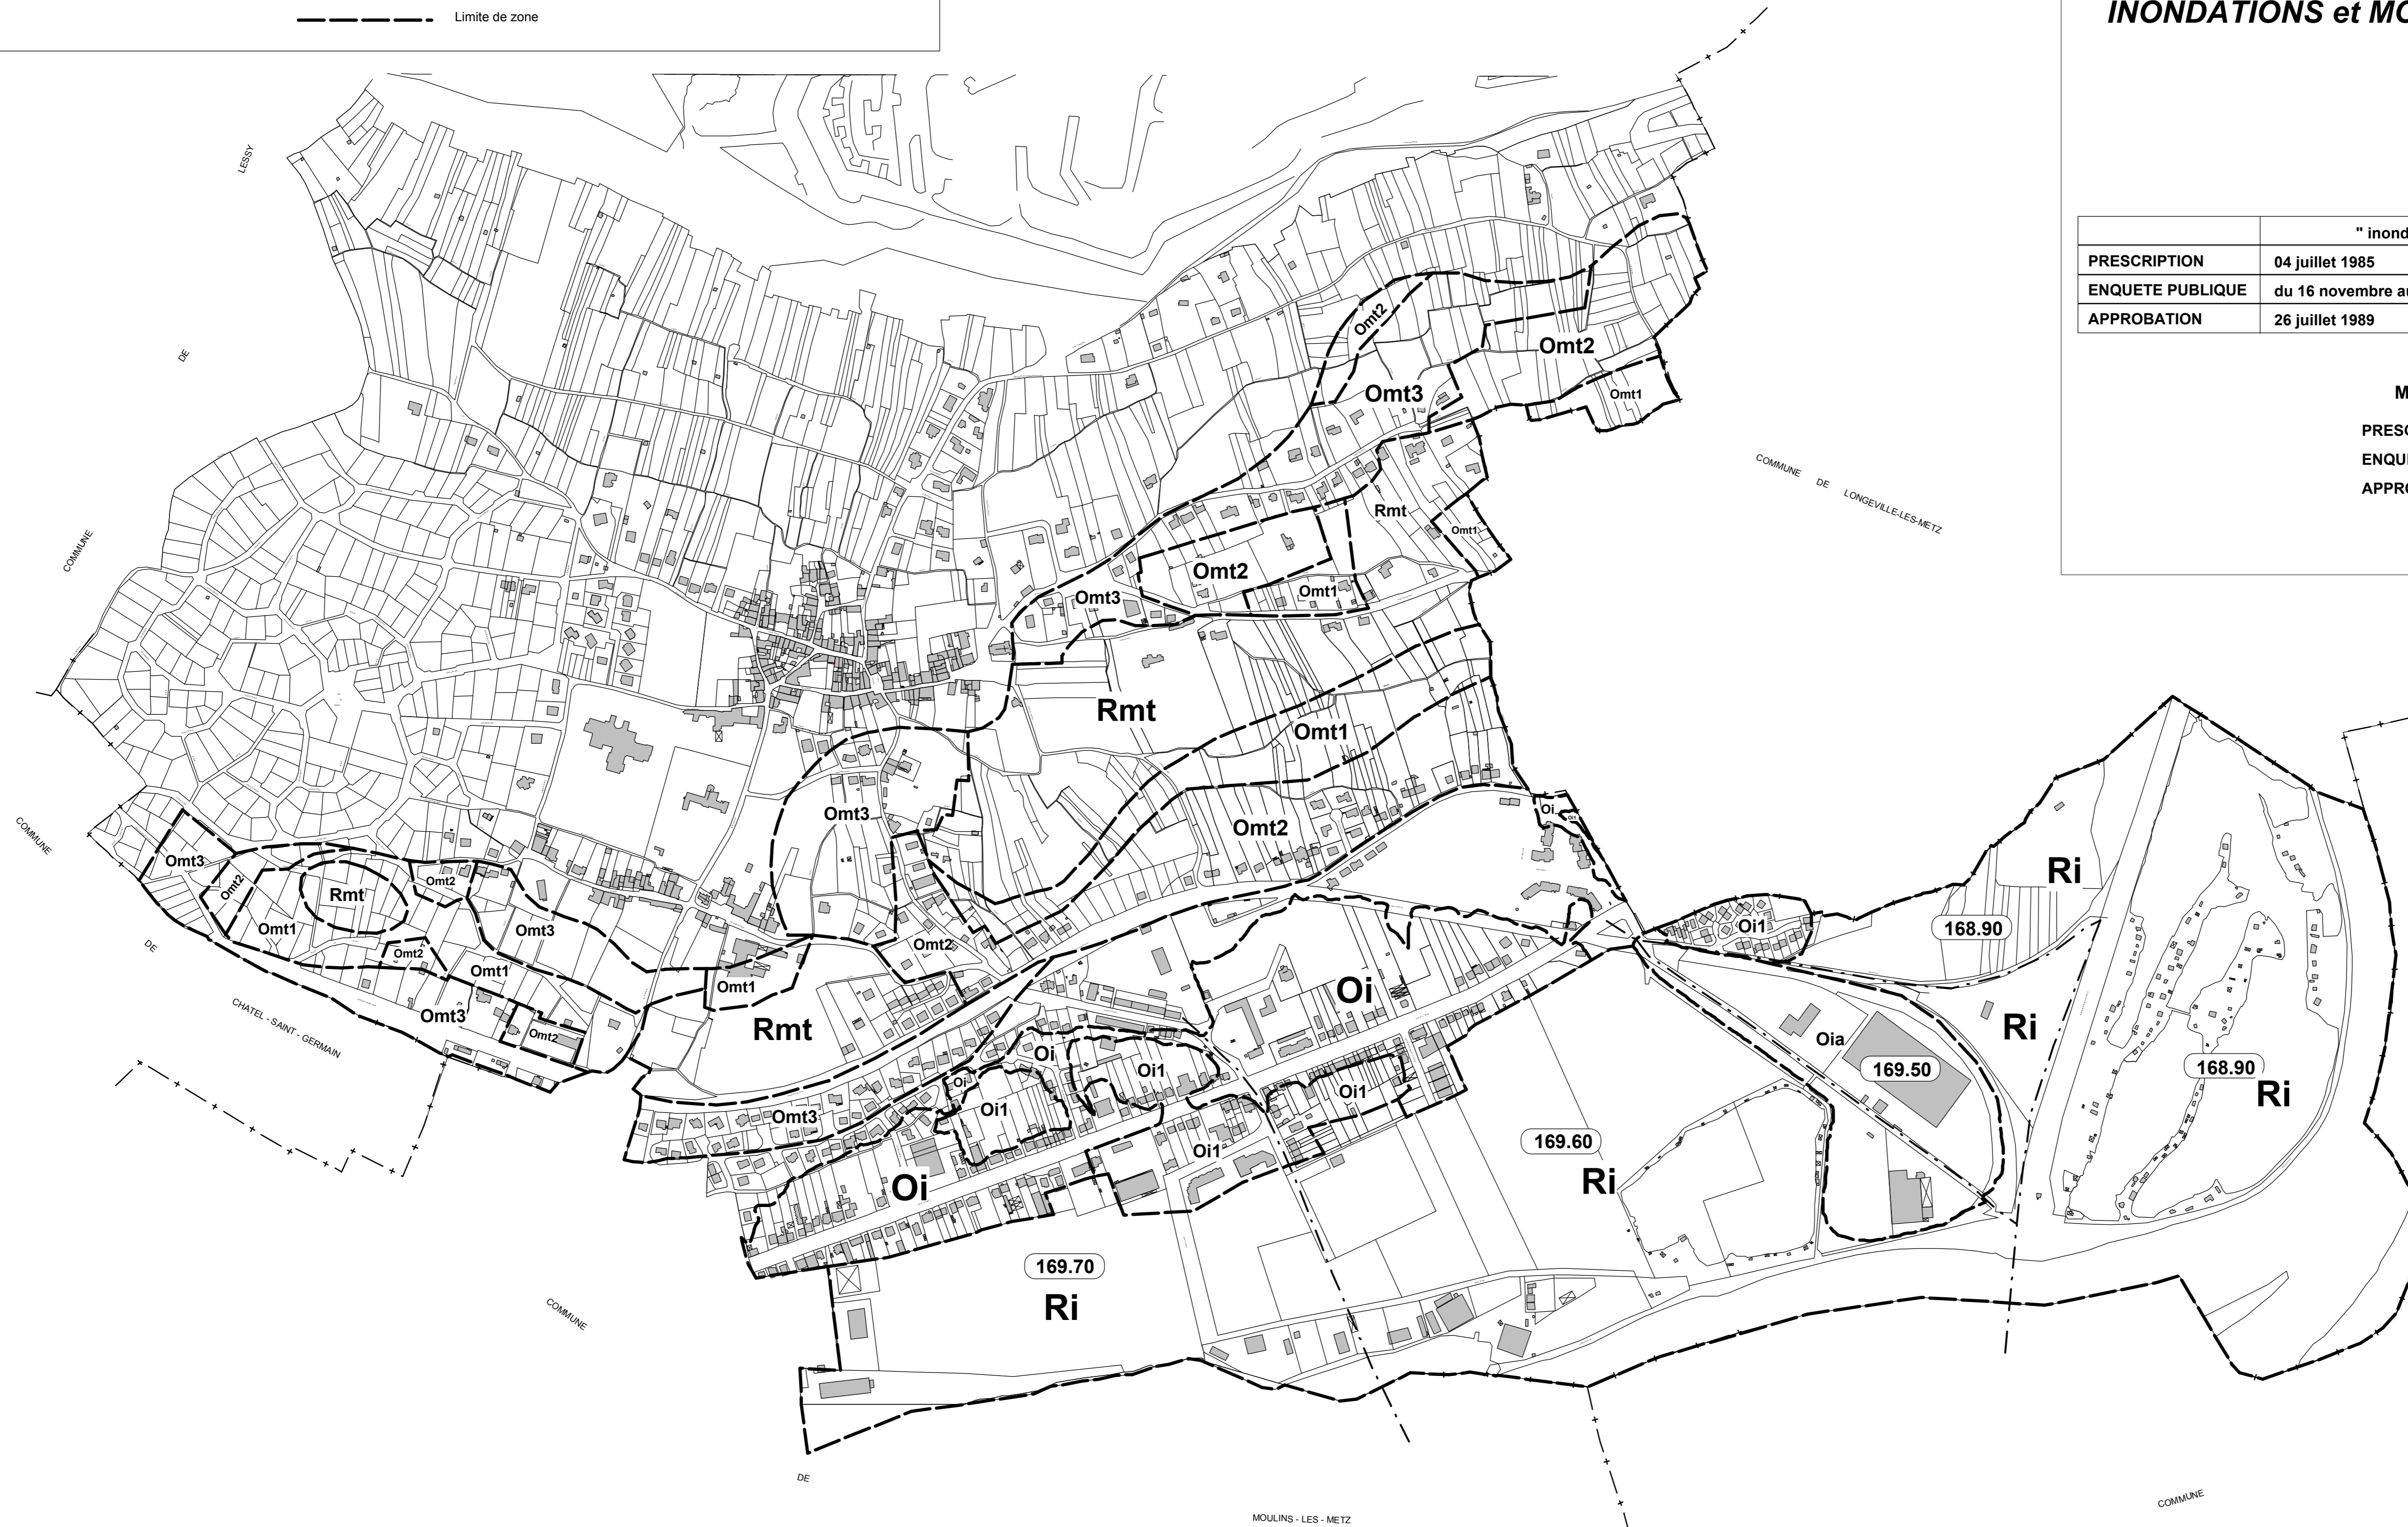 Limite de zone
INONDATIONS et MO
" inond
PRESCRIPTION 04 juillet 1985
ENQUETE PUBLIQUE du 16 novembre au
APPROBATION 26 juillet 1989
M
PRESC
ENQUE
APPRO
LESSY
DE
COMMUNE
COMMUNE
DE
CHATEL - SAINT - GERMAIN
COMMUNE DE LONGEVILLE-LES-METZ
Omt2
Omt2
Omt3
Omt1
Rmt
Omt1
Omt2
Omt1
Omt3
Rmt
Omt1
Omt3
Omt2
Oi
Oi1
Omt3
Omt2
Rmt
Omt2
Omt1
Omt3
Omt2
Omt1
Omt3
Omt2
Omt2
Omt1
Rmt
Oi
Oi1
Ri
168.90
Oia
169.50
Ri
168.90
Ri
Oi
Oi1
Oi
Oi1
Oi1
Oi1
Omt3
Oi
169.60
Ri
169.70
Ri
COMMUNE
DE
MOULINS - LES - METZ
COMMUNE